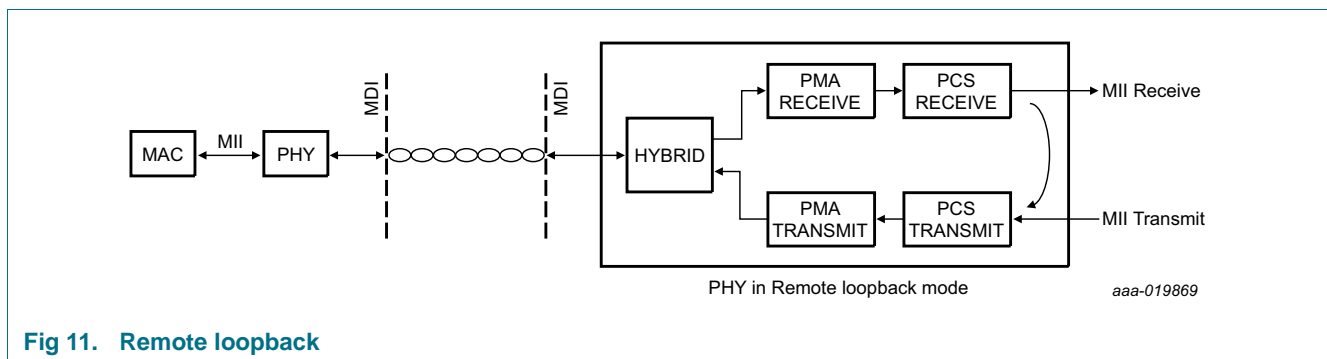 MAC
MII
PHY
MDI
MDI
HYBRID
PMA
RECEIVE
PCS
RECEIVE
MII Receive
PMA
TRANSMIT
PCS
TRANSMIT
MII Transmit
PHY in Remote loopback mode
aaa-019869
Fig 11. Remote loopback